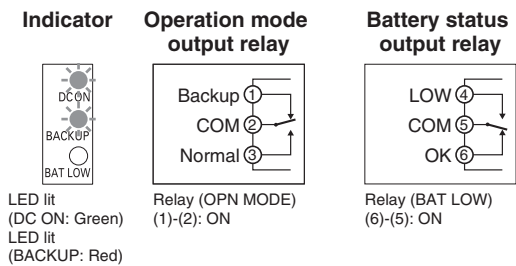 Indicator
Operation mode
output relay
Battery status
output relay
DC ON
BACKUP
BAT LOW
Backup 1
COM 2
Normal 3
LOW 4
COM 5
OK 6
LED lit
(DC ON: Green)
LED lit
(BACKUP: Red)
Relay (OPN MODE)
(1)-(2): ON
Relay (BAT LOW)
(6)-(5): ON